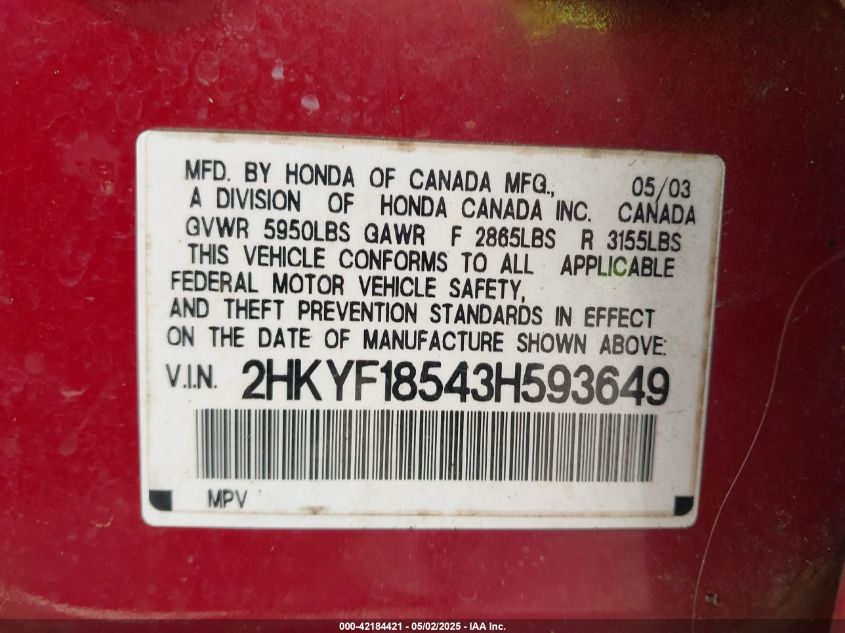 MFD. BY HONDA OF CANADA MFG., 05/03
A DIVISION OF HONDA CANADA INC. CANADA
GVWR 5950LBS GAWR F 2865LBS R 3155LBS
THIS VEHICLE CONFORMS TO ALL APPLICABLE
FEDERAL MOTOR VEHICLE SAFETY,
AND THEFT PREVENTION STANDARDS IN EFFECT
ON THE DATE OF MANUFACTURE SHOWN ABOVE:
V.I.N. 2HKYF18543H593649
MPV
000-42184421 - 05/02/2025 - IAA Inc.